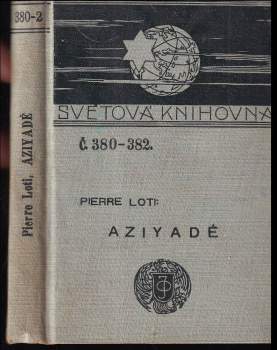 380-2
Pierre Loti, AZIYADÉ
SVĚTOVÁ KNIHOVNA
Č. 380-382.
PIERRE LOTI:
AZIYADÉ